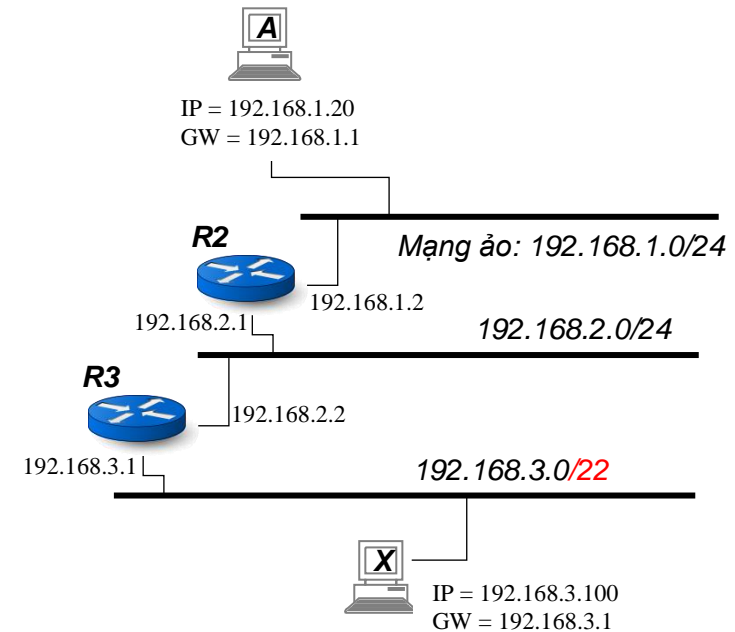 A
IP = 192.168.1.20
GW = 192.168.1.1
R2
Mạng ảo: 192.168.1.0/24
192.168.1.2
192.168.2.1
192.168.2.0/24
R3
192.168.2.2
192.168.3.1
192.168.3.0/22
X
IP = 192.168.3.100
GW = 192.168.3.1